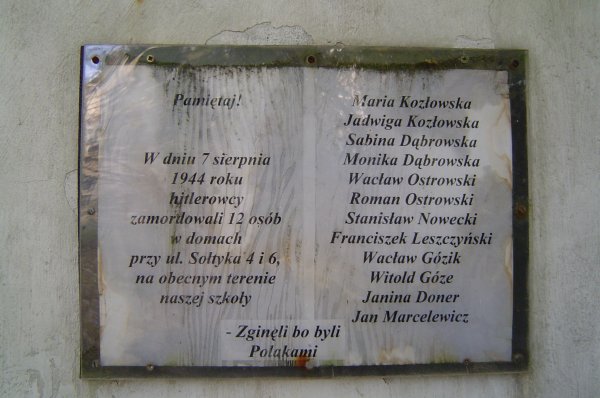 Pamiętaj!
W dniu 7 sierpnia
1944 roku
hitlerowcy
zamordowali 12 osób
w domach
przy ul. Sołtyka 4 i 6,
na obecnym terenie
naszej szkoły
- Zginęli bo byli
Polakami
Maria Kozłowska
Jadwiga Kozłowska
Sabina Dąbrowska
Monika Dąbrowska
Wacław Ostrowski
Roman Ostrowski
Stanisław Nowecki
Franciszek Leszczyński
Wacław Gózik
Witold Góze
Janina Doner
Jan Marcelewicz